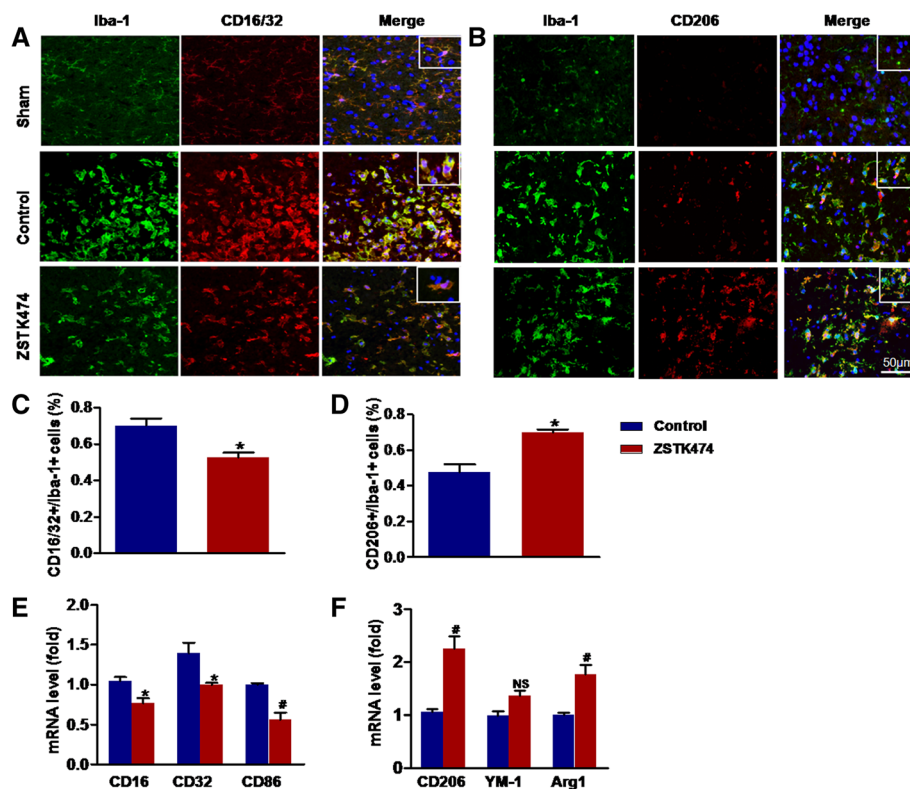 A
Iba-1 CD16/32 Merge
Sham
Control
ZSTK474
B
Iba-1 CD206 Merge
50μm
C
CD16/32+/Iba-1+ cells (%)
0.8
0.6
0.4
0.2
0.0
*
D
CD206+/Iba-1+ cells (%)
0.8
0.6
0.4
0.2
0.0
*
Control
ZSTK474
E
mRNA level (fold)
2.0
1.5
1.0
0.5
0.0
* * #
CD16 CD32 CD86
F
mRNA level (fold)
3
2
1
0
# NS #
CD206 YM-1 Arg1